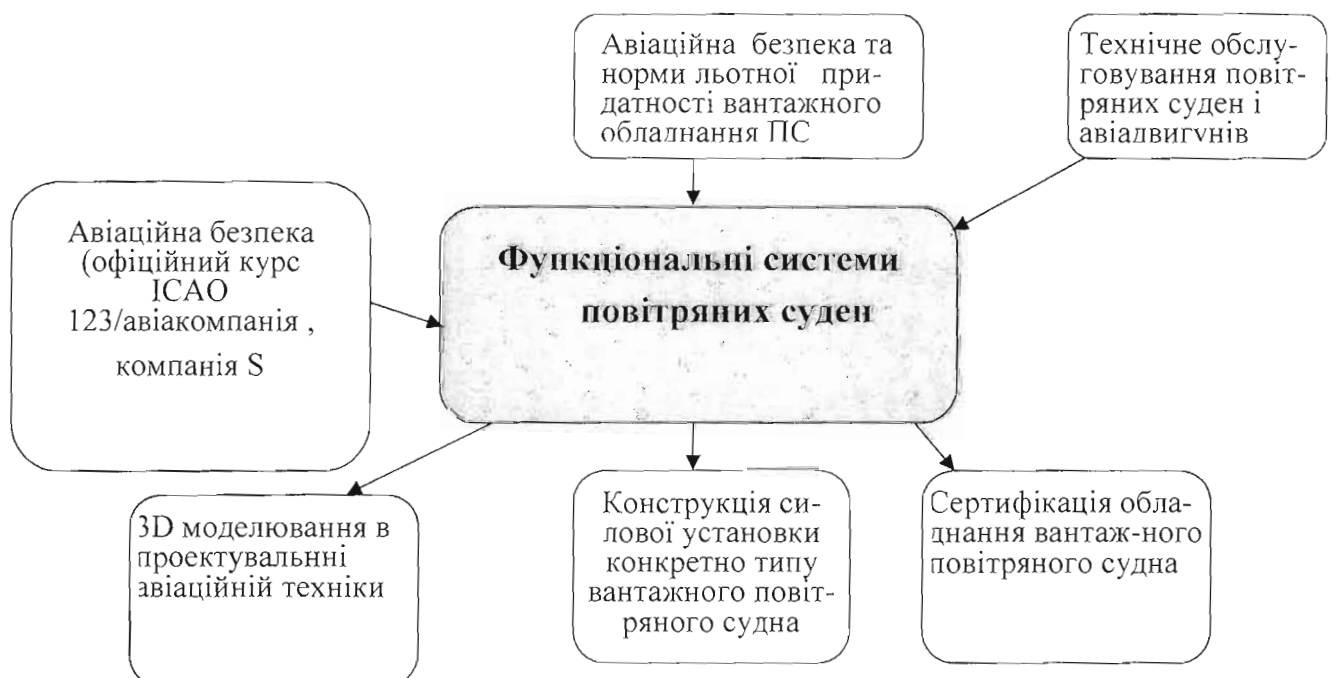 Авіаційна безпека та
норми льотної при-
датності вантажного
обладнання ПС
Технічне обслу-
говування повіт-
ряних суден і
авіадвигунів
Авіаційна безпека
(офіційний курс
ІСАО
123/авіакомпанія ,
компанія S
Функціональні системи
повітряних суден
3D моделювання в
проектувальнні
авіаційній техніки
Конструкція си-
лової установки
конкретно типу
вантажного повіт-
ряного судна
Сертифікація обла-
днання вантаж-ного
повітряного судна